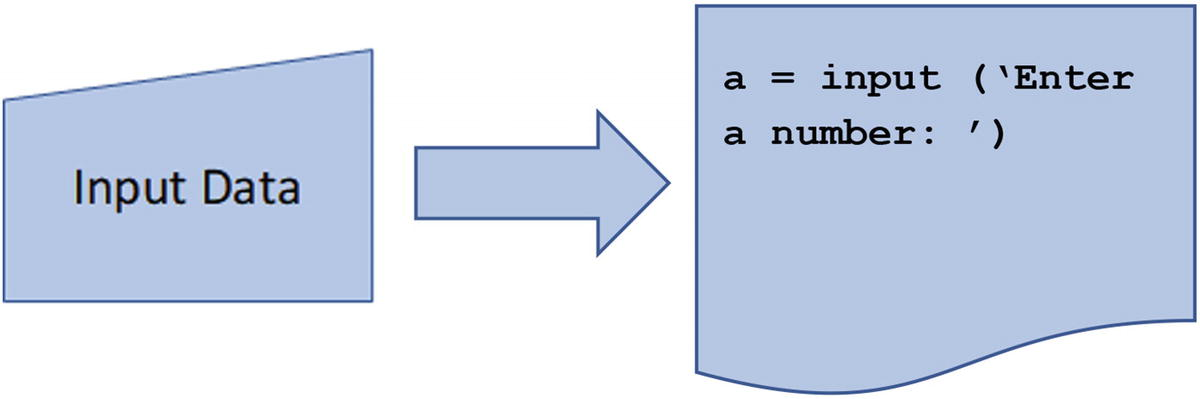 Input Data
a = input (‘Enter
a number: ’)